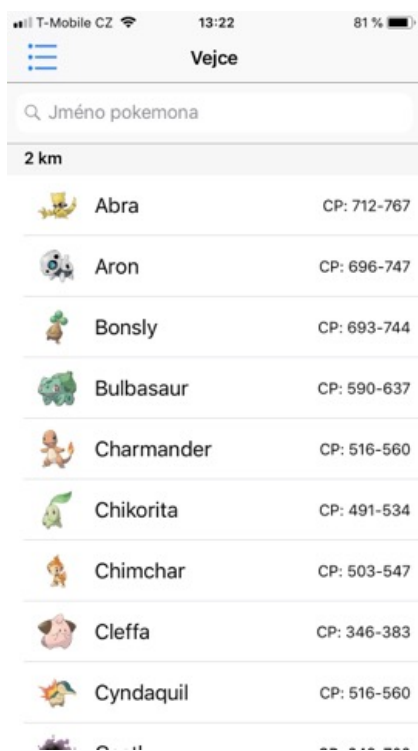 T-Mobile CZ 13:22 81 %
Vejce
Jméno pokemona
2 km
Abra CP: 712-767
Aron CP: 696-747
Bonsly CP: 693-744
Bulbasaur CP: 590-637
Charmander CP: 516-560
Chikorita CP: 491-534
Chimchar CP: 503-547
Cleffa CP: 346-383
Cyndaquil CP: 516-560